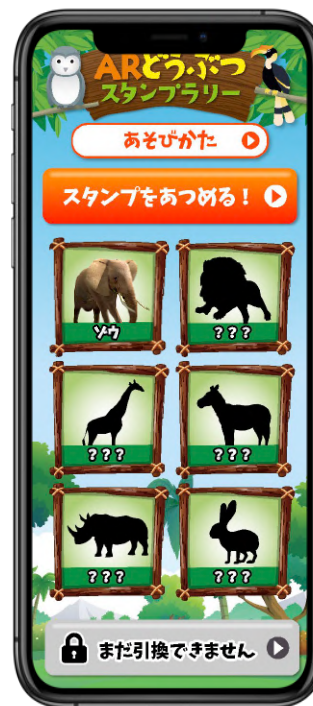 ARどうぶつ
スタンプラリー
あそびかた
スタンプをあつめる！
ゾウ
？？？
？？？
？？？
？？？
？？？
まだ引換できません